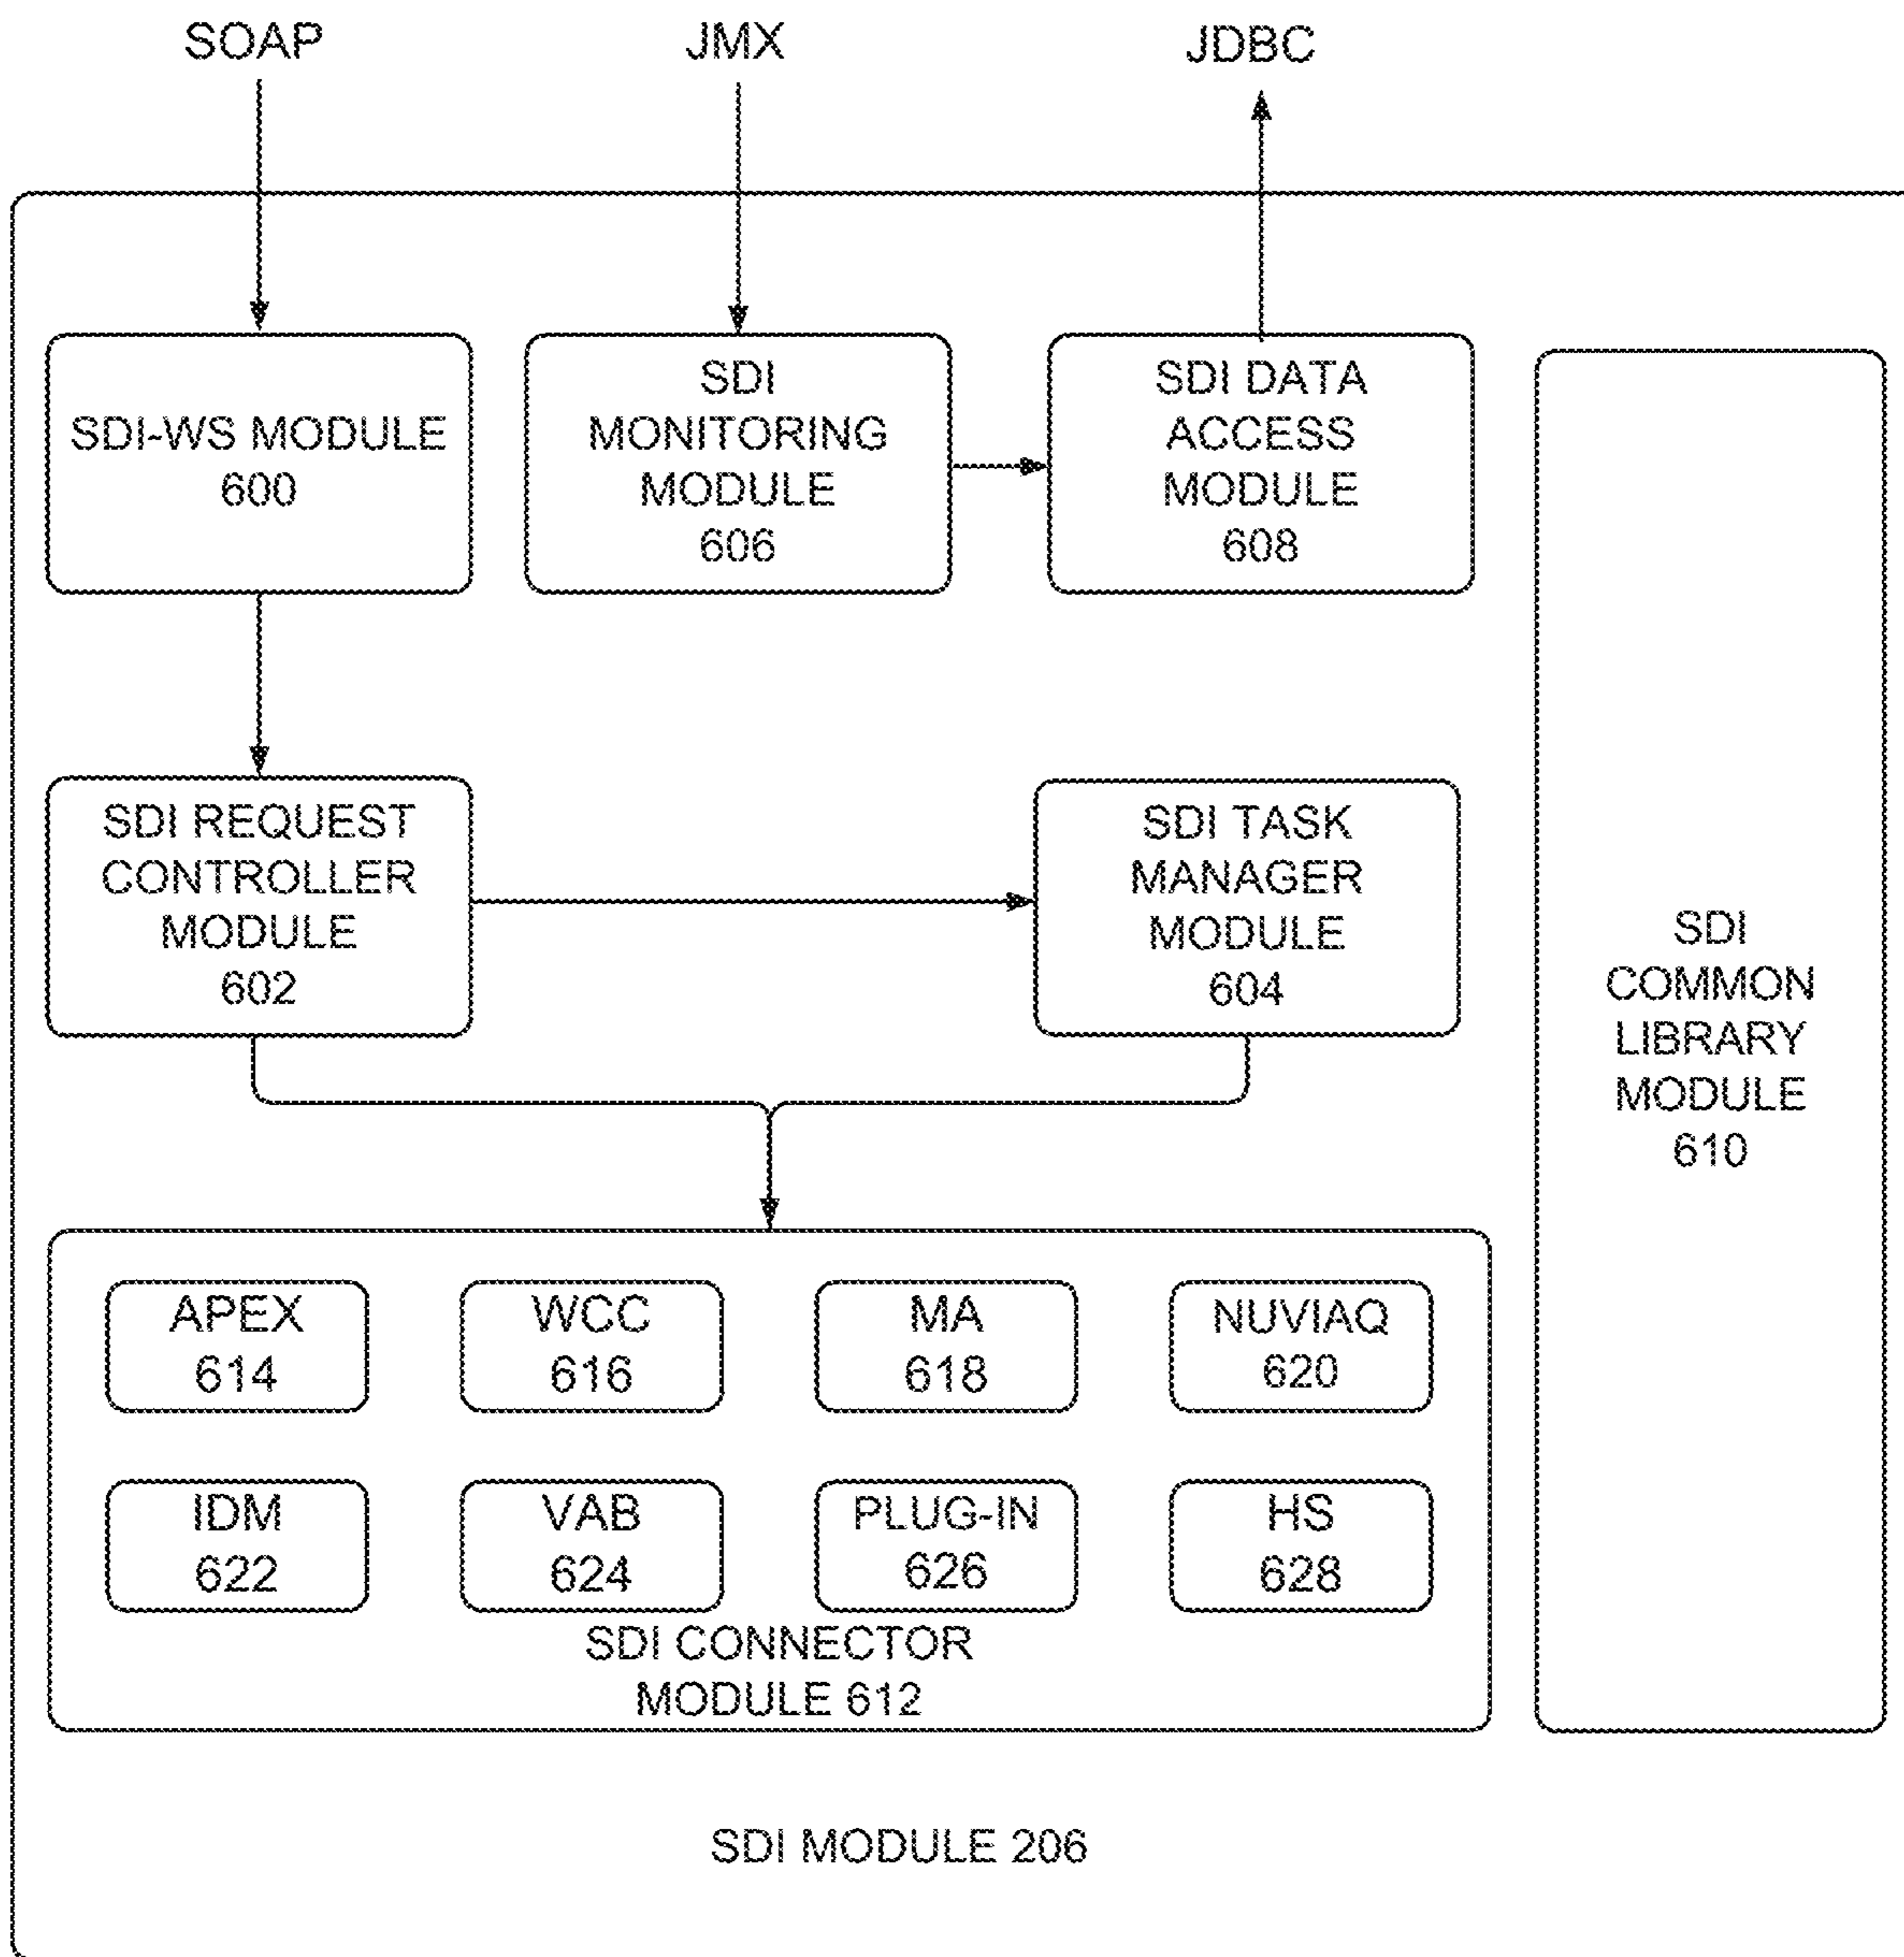 SOAP
JMX
JDBC
SDI-WS MODULE
600
SDI
MONITORING
MODULE
606
SDI DATA
ACCESS
MODULE
608
SDI REQUEST
CONTROLLER
MODULE
602
SDI TASK
MANAGER
MODULE
604
SDI
COMMON
LIBRARY
MODULE
610
APEX
614
WCC
616
MA
618
NUVIAQ
620
IDM
622
VAB
624
PLUG-IN
626
HS
628
SDI CONNECTOR
MODULE 612
SDI MODULE 206